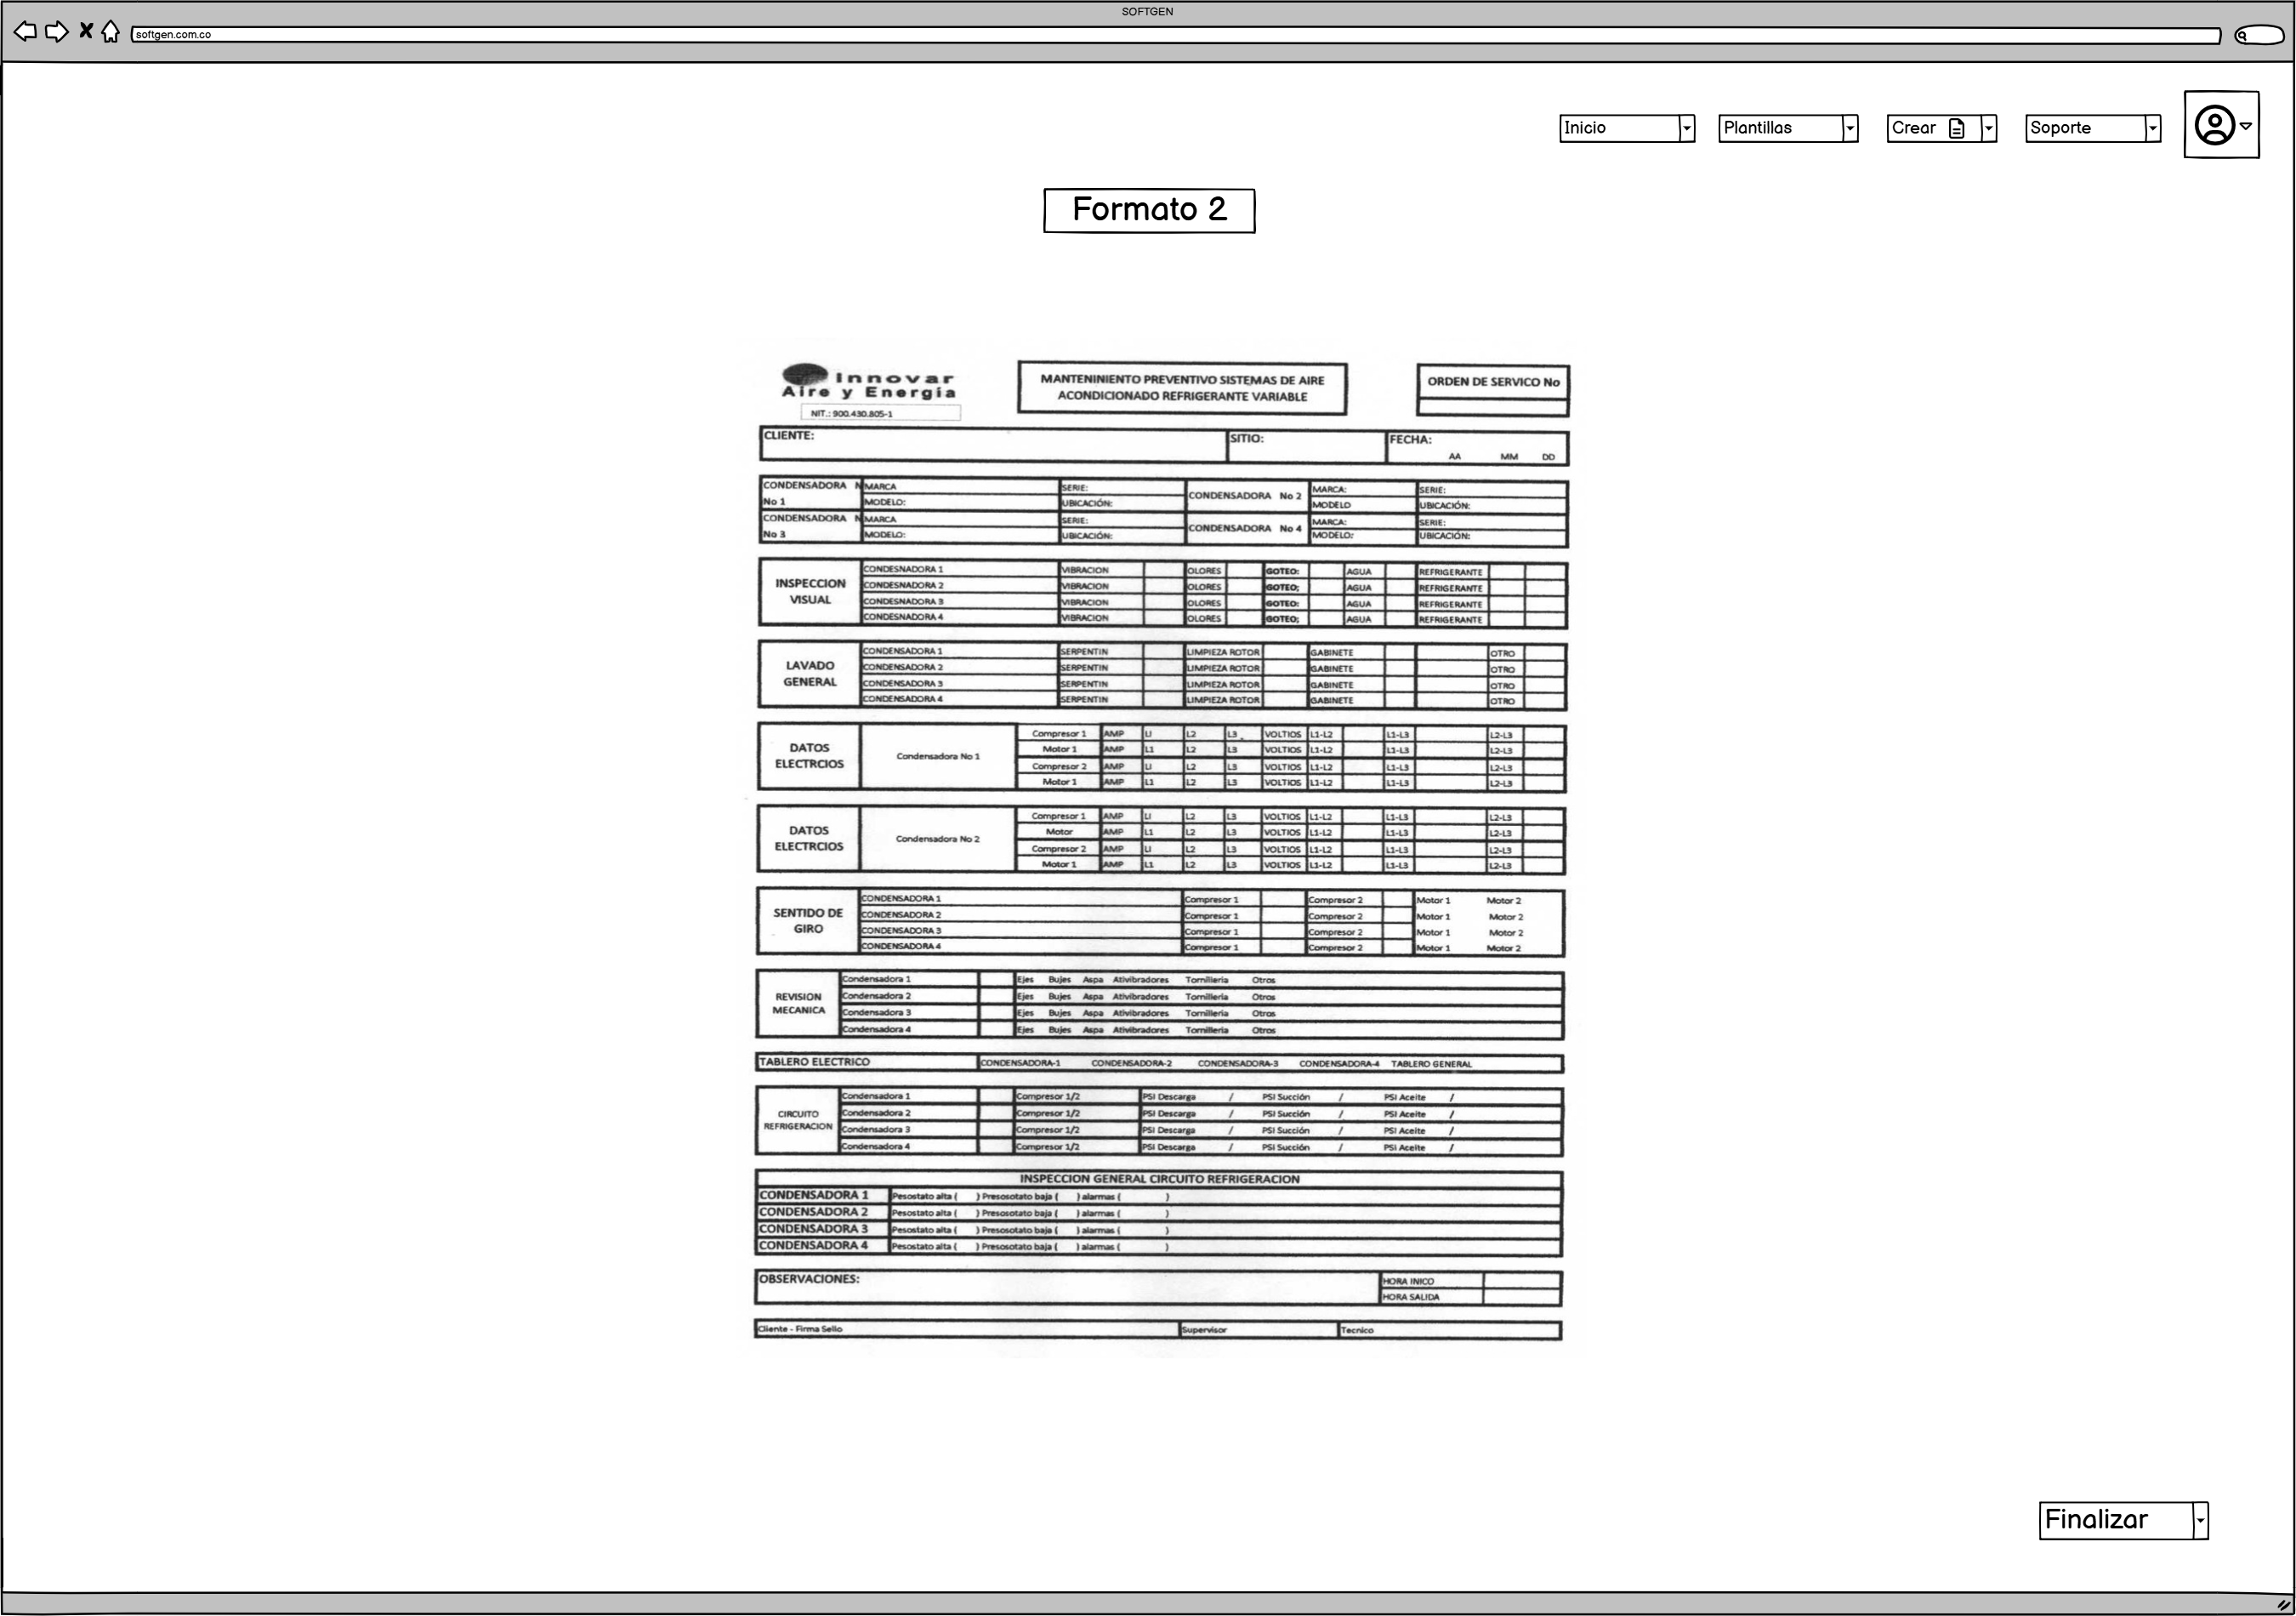 SOFTGEN
softgen.com.co
Inicio Plantillas Crear Soporte
Formato 2
Innovar
Aire y Energía
NIT.: 900.430.805-1
MANTENINIENTO PREVENTIVO SISTEMAS DE AIRE
ACONDICIONADO REFRIGERANTE VARIABLE
ORDEN DE SERVICO No
CLIENTE: SITIO: FECHA:
AA MM DD
CONDENSADORA N MARCA SERIE: CONDENSADORA No 2 MARCA: SERIE:
No 1 MODELO: UBICACIÓN: MODELO UBICACIÓN:
CONDENSADORA N MARCA SERIE: CONDENSADORA No 4 MARCA: SERIE:
No 3 MODELO: UBICACIÓN: MODELO: UBICACIÓN:
INSPECCION VISUAL
CONDESNADORA 1 VIBRACION OLORES GOTEO: AGUA REFRIGERANTE
CONDESNADORA 2 VIBRACION OLORES GOTEO; AGUA REFRIGERANTE
CONDESNADORA 3 VIBRACION OLORES GOTEO: AGUA REFRIGERANTE
CONDESNADORA 4 VIBRACION OLORES GOTEO; AGUA REFRIGERANTE
LAVADO GENERAL
CONDENSADORA 1 SERPENTIN LIMPIEZA ROTOR GABINETE OTRO
CONDENSADORA 2 SERPENTIN LIMPIEZA ROTOR GABINETE OTRO
CONDENSADORA 3 SERPENTIN LIMPIEZA ROTOR GABINETE OTRO
CONDENSADORA 4 SERPENTIN LIMPIEZA ROTOR GABINETE OTRO
DATOS ELECTRCIOS
Condensadora No 1
Compresor 1 AMP LI L2 L3 VOLTIOS L1-L2 L1-L3 L2-L3
Motor 1 AMP L1 L2 L3 VOLTIOS L1-L2 L1-L3 L2-L3
Compresor 2 AMP LI L2 L3 VOLTIOS L1-L2 L1-L3 L2-L3
Motor 1 AMP L1 L2 L3 VOLTIOS L1-L2 L1-L3 L2-L3
DATOS ELECTRCIOS
Condensadora No 2
Compresor 1 AMP LI L2 L3 VOLTIOS L1-L2 L1-L3 L2-L3
Motor AMP L1 L2 L3 VOLTIOS L1-L2 L1-L3 L2-L3
Compresor 2 AMP LI L2 L3 VOLTIOS L1-L2 L1-L3 L2-L3
Motor 1 AMP L1 L2 L3 VOLTIOS L1-L2 L1-L3 L2-L3
SENTIDO DE GIRO
CONDENSADORA 1 Compresor 1 Compresor 2 Motor 1 Motor 2
CONDENSADORA 2 Compresor 1 Compresor 2 Motor 1 Motor 2
CONDENSADORA 3 Compresor 1 Compresor 2 Motor 1 Motor 2
CONDENSADORA 4 Compresor 1 Compresor 2 Motor 1 Motor 2
REVISION MECANICA
Condensadora 1 Ejes Bujes Aspa Ativibradores Tornilleria Otros
Condensadora 2 Ejes Bujes Aspa Ativibradores Tornilleria Otros
Condensadora 3 Ejes Bujes Aspa Ativibradores Tornilleria Otros
Condensadora 4 Ejes Bujes Aspa Ativibradores Tornilleria Otros
TABLERO ELECTRICO CONDENSADORA-1 CONDENSADORA-2 CONDENSADORA-3 CONDENSADORA-4 TABLERO GENERAL
CIRCUITO REFRIGERACION
Condensadora 1 Compresor 1/2 PSI Descarga / PSI Succión / PSI Aceite /
Condensadora 2 Compresor 1/2 PSI Descarga / PSI Succión / PSI Aceite /
Condensadora 3 Compresor 1/2 PSI Descarga / PSI Succión / PSI Aceite /
Condensadora 4 Compresor 1/2 PSI Descarga / PSI Succión / PSI Aceite /
INSPECCION GENERAL CIRCUITO REFRIGERACION
CONDENSADORA 1 Pesostato alta ( ) Presosotato baja ( ) alarmas ( )
CONDENSADORA 2 Pesostato alta ( ) Presosotato baja ( ) alarmas ( )
CONDENSADORA 3 Pesostato alta ( ) Presosotato baja ( ) alarmas ( )
CONDENSADORA 4 Pesostato alta ( ) Presosotato baja ( ) alarmas ( )
OBSERVACIONES: HORA INICO
HORA SALIDA
Cliente - Firma Sello Supervisor Tecnico
Finalizar